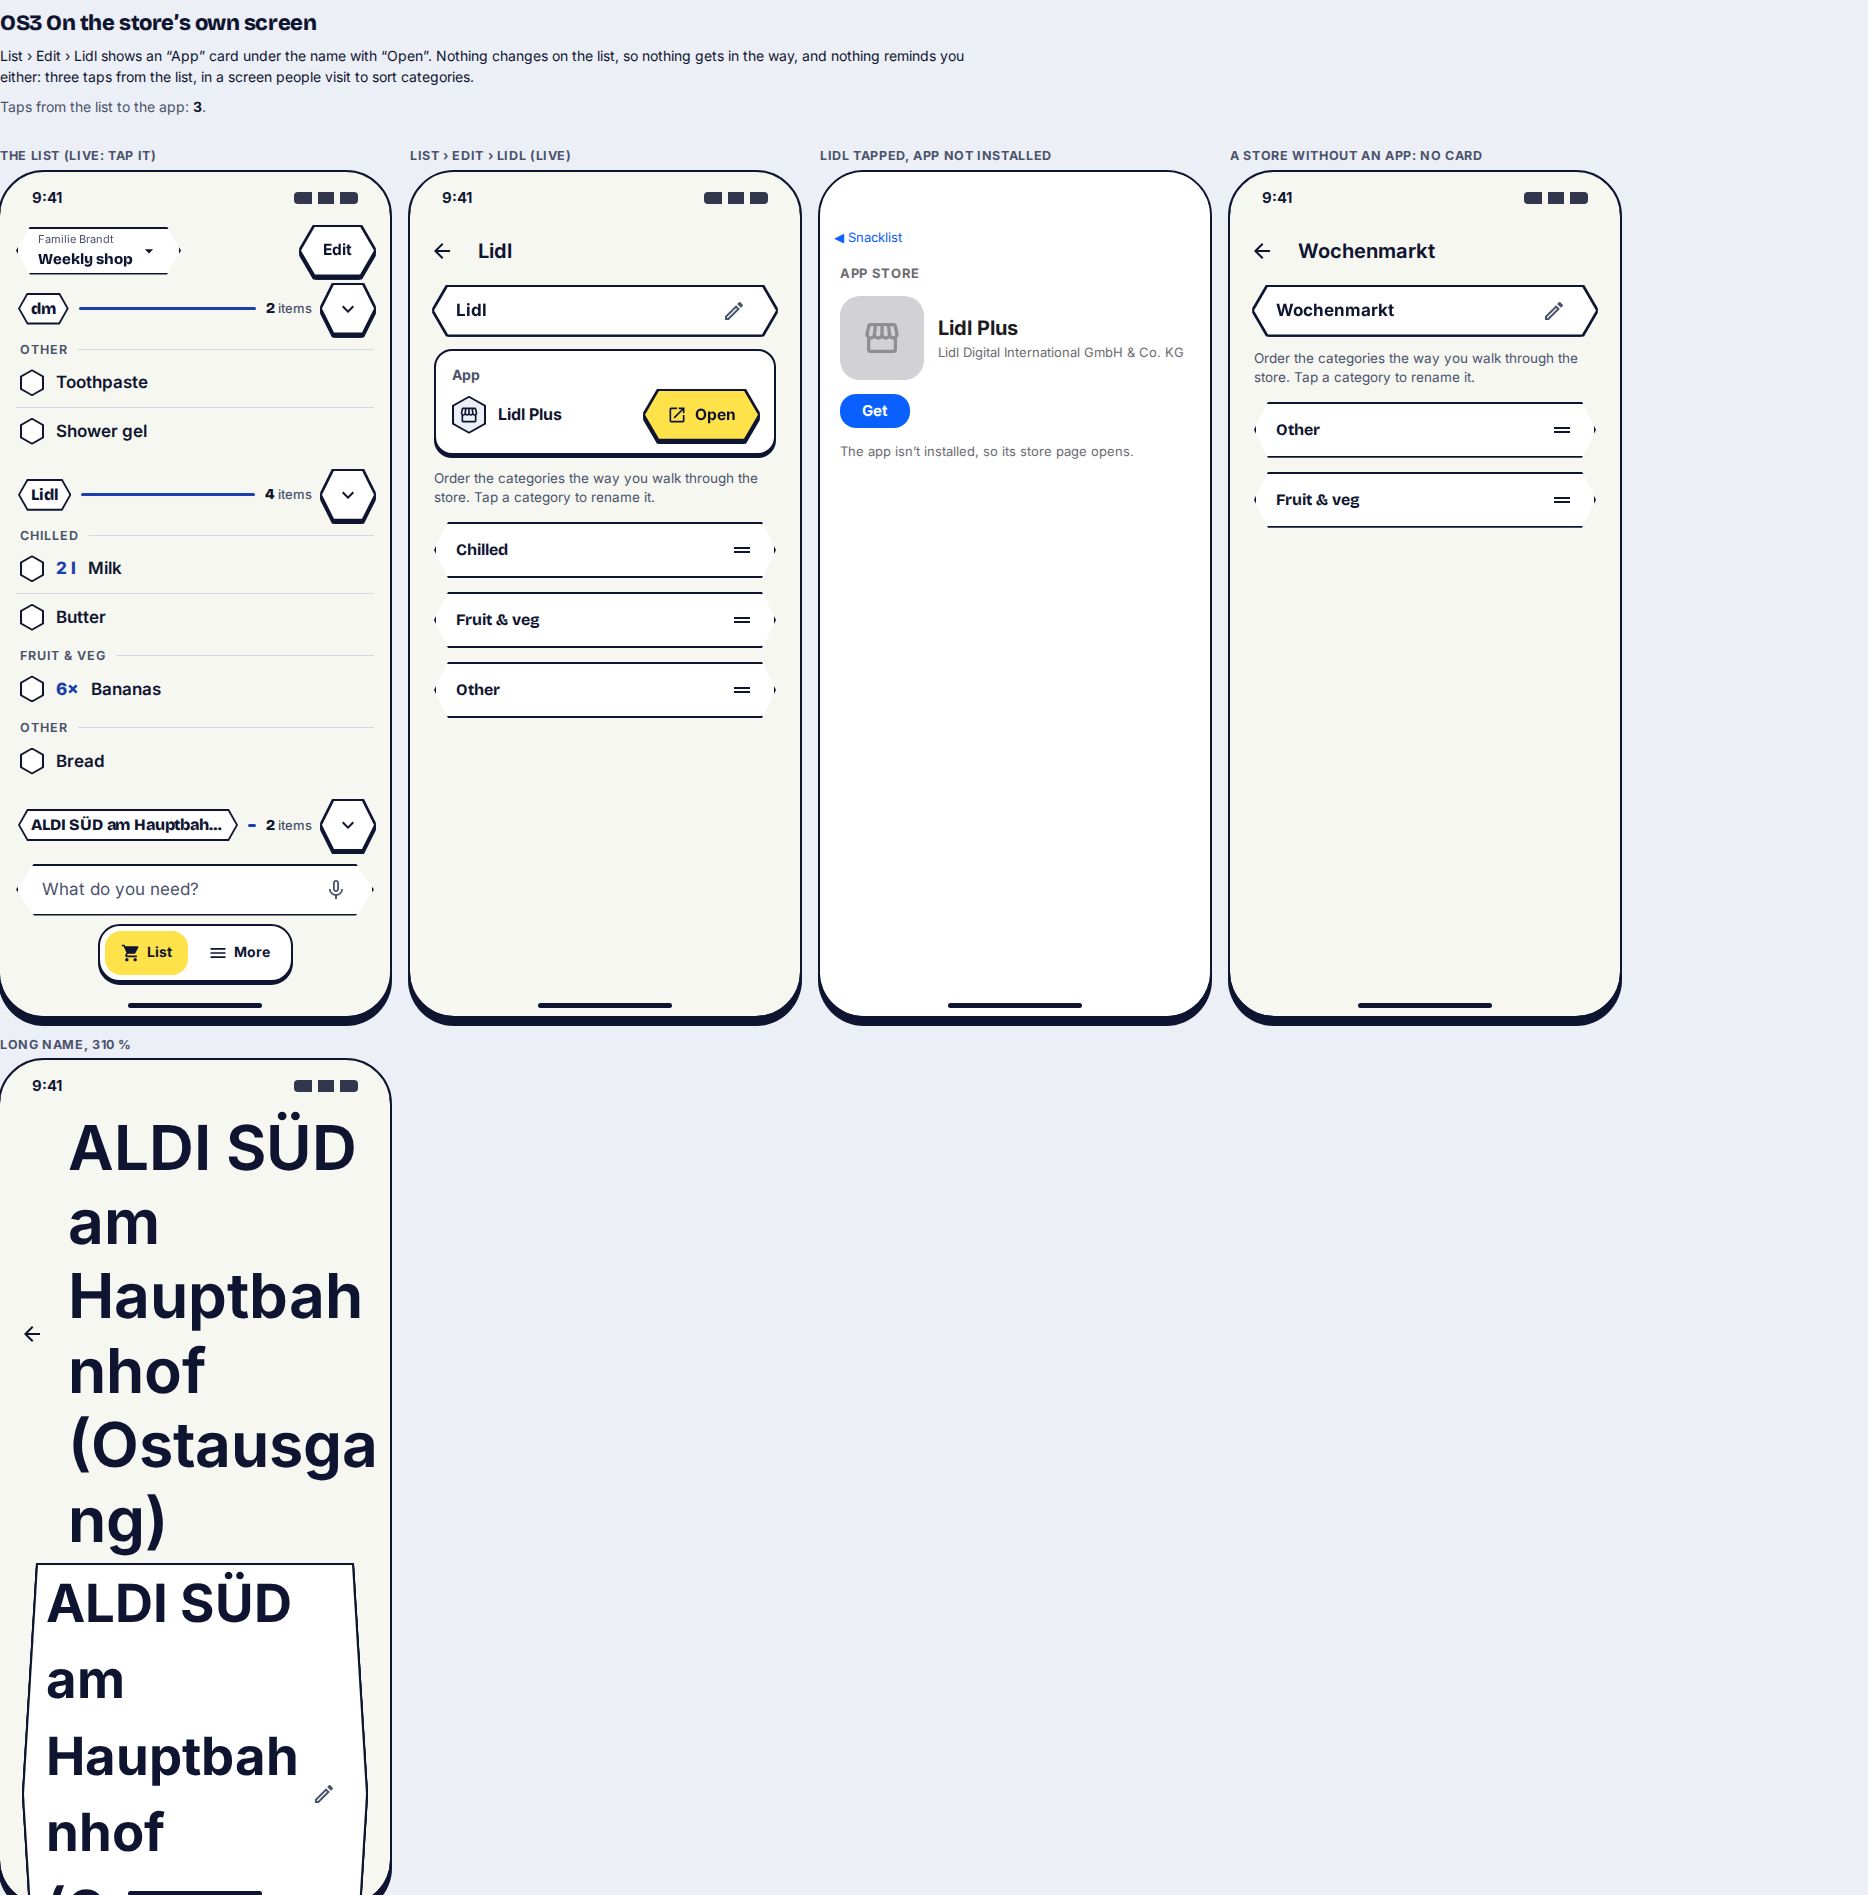 OS3 On the store’s own screen
List › Edit › Lidl shows an “App” card under the name with “Open”. Nothing changes on the list, so nothing gets in the way, and nothing reminds you
either: three taps from the list, in a screen people visit to sort categories.
Taps from the list to the app: 3.
THE LIST (LIVE: TAP IT)
9:41
Familie Brandt
Weekly shop
Edit
dm
2 items
OTHER
Toothpaste
Shower gel
Lidl
4 items
CHILLED
2 l Milk
Butter
FRUIT & VEG
6× Bananas
OTHER
Bread
ALDI SÜD am Hauptbah…
2 items
What do you need?
List
More
LIST › EDIT › LIDL (LIVE)
9:41
Lidl
Lidl
App
Lidl Plus
Open
Order the categories the way you walk through the
store. Tap a category to rename it.
Chilled
Fruit & veg
Other
LIDL TAPPED, APP NOT INSTALLED
◀ Snacklist
APP STORE
Lidl Plus
Lidl Digital International GmbH & Co. KG
Get
The app isn’t installed, so its store page opens.
A STORE WITHOUT AN APP: NO CARD
9:41
Wochenmarkt
Wochenmarkt
Order the categories the way you walk through the
store. Tap a category to rename it.
Other
Fruit & veg
LONG NAME, 310 %
9:41
ALDI SÜD
am
Hauptbah
nhof
(Ostausga
ng)
ALDI SÜD
am
Hauptbah
nhof